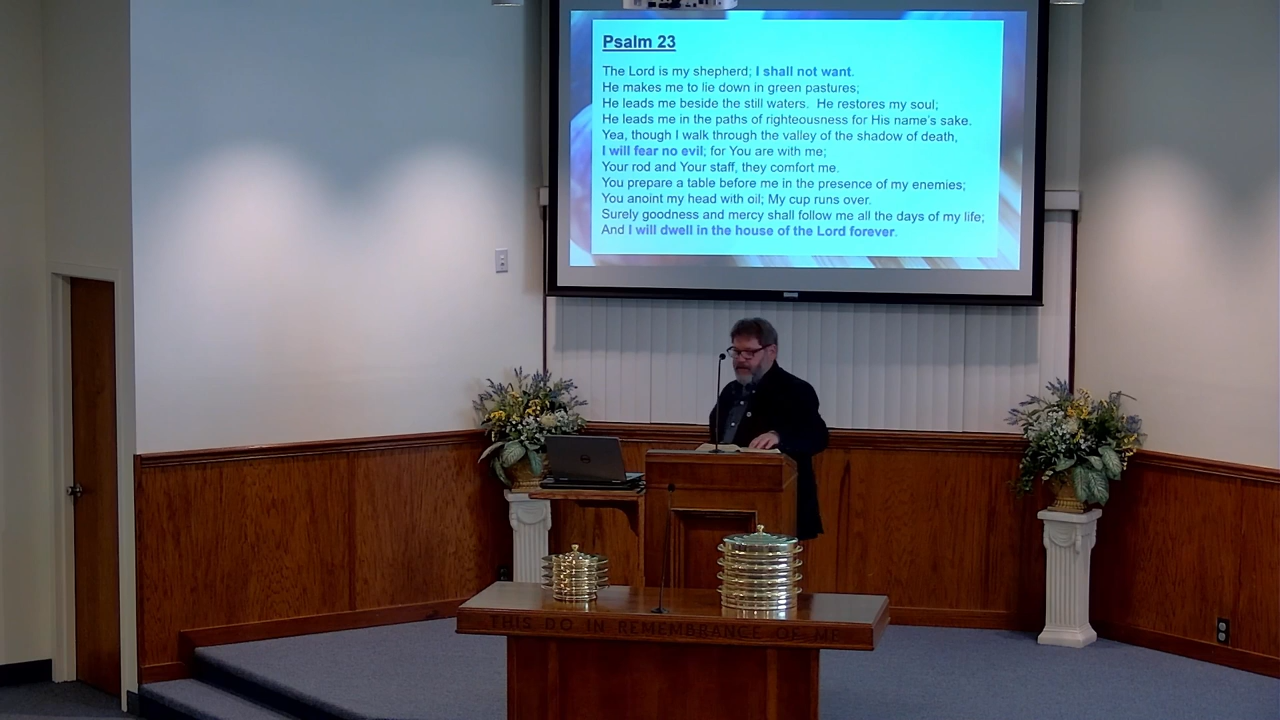 Psalm 23
The Lord is my shepherd; I shall not want.
He makes me to lie down in green pastures;
He leads me beside the still waters.  He restores my soul;
He leads me in the paths of righteousness for His name's sake.
Yea, though I walk through the valley of the shadow of death,
I will fear no evil; for You are with me;
Your rod and Your staff, they comfort me.
You prepare a table before me in the presence of my enemies;
You anoint my head with oil; My cup runs over.
Surely goodness and mercy shall follow me all the days of my life;
And I will dwell in the house of the Lord forever.
THIS DO IN REMEMBRANCE OF ME